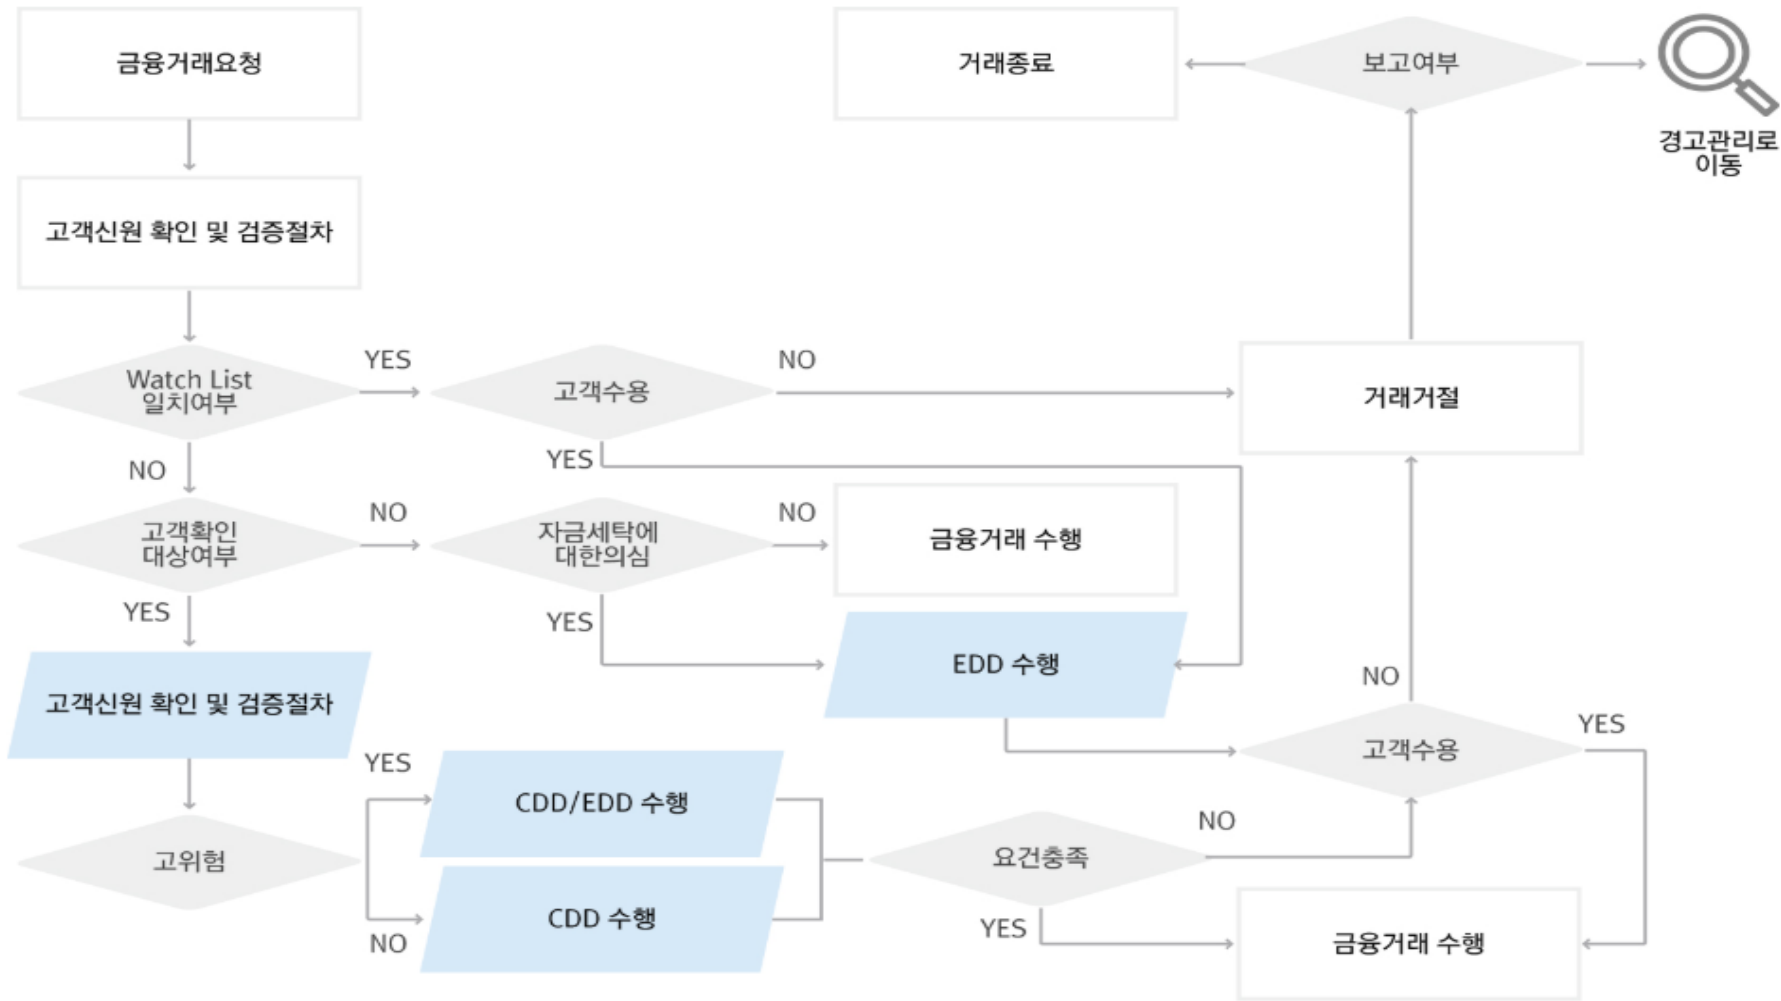 금융거래요청
거래종료
보고여부
경고관리로
이동
고객신원 확인 및 검증절차
Watch List
일치여부
YES
고객수용
NO
거래거절
NO
YES
고객확인
대상여부
NO
자금세탁에
대한의심
NO
금융거래 수행
YES
YES
EDD 수행
고객신원 확인 및 검증절차
NO
고객수용
YES
고위험
YES
CDD/EDD 수행
NO
CDD 수행
요건충족
NO
YES
금융거래 수행